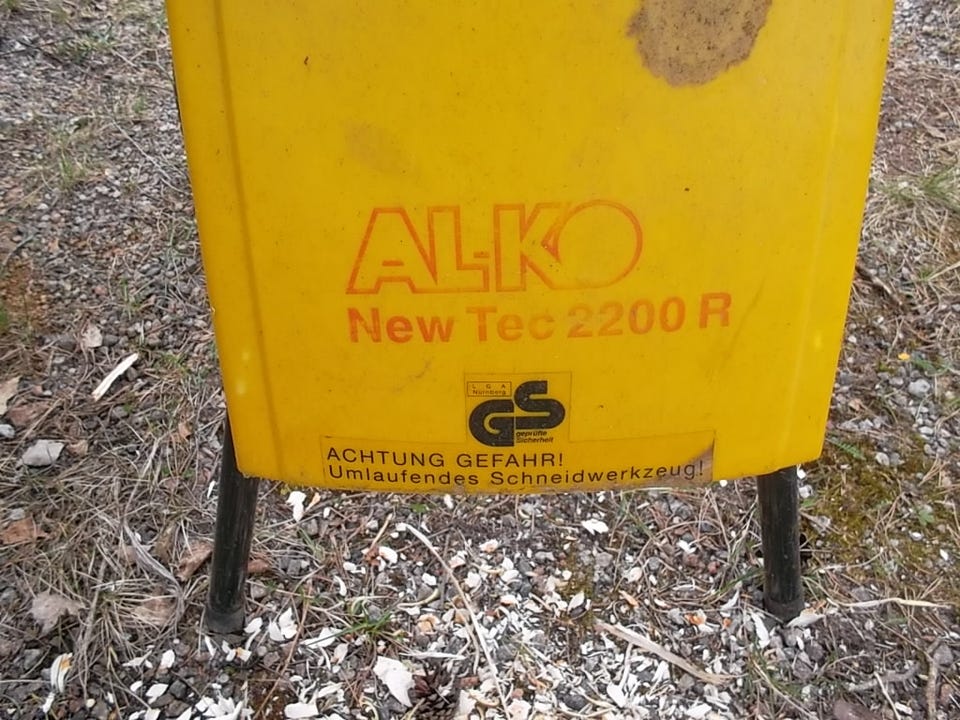 AL-KO
New Tec 2200 R
LGA
Nürnberg
GS
geprüfte
Sicherheit
ACHTUNG GEFAHR!
Umlaufendes Schneidwerkzeug!